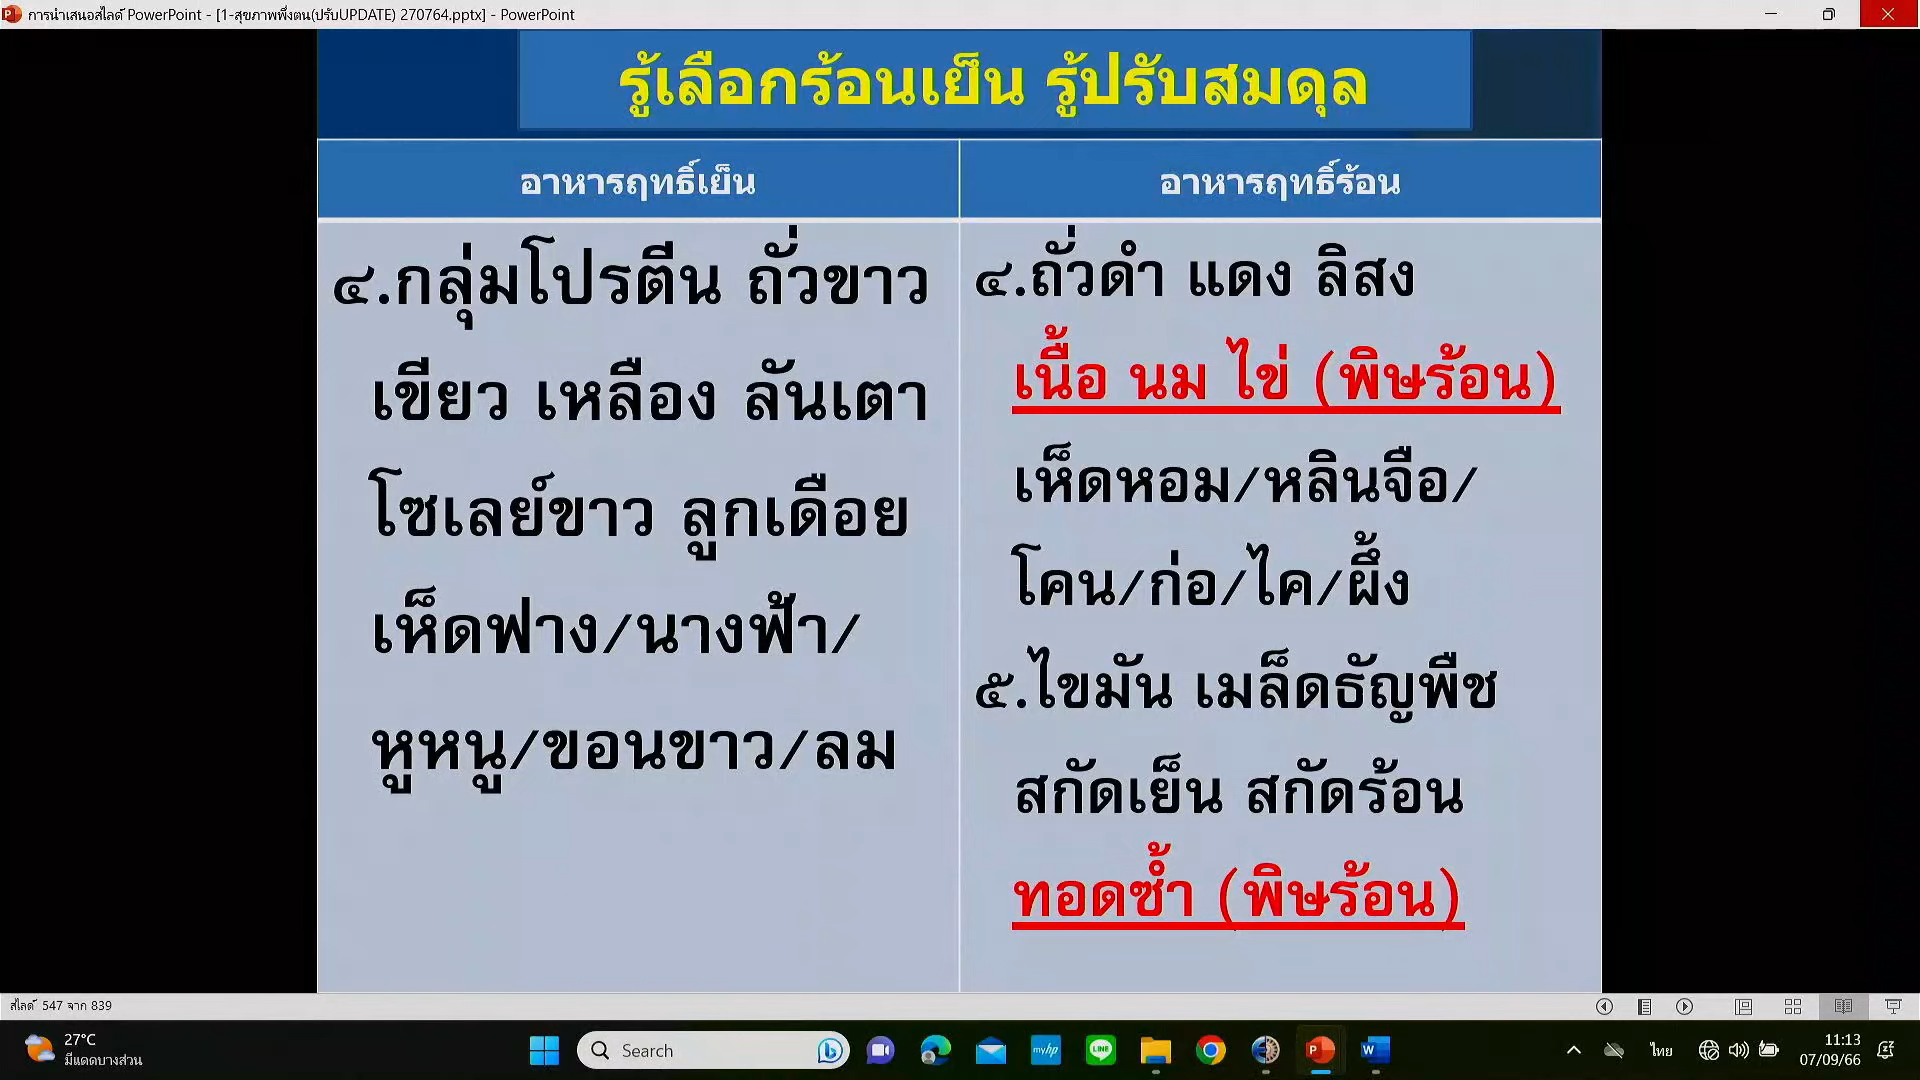 การนำเสนอสไลด์ PowerPoint - [1-สุขภาพพึ่งตน(ปรับUPDATE) 270764.pptx] - PowerPoint
รู้เลือกร้อนเย็น รู้ปรับสมดุล
อาหารฤทธิ์เย็น
๔.กลุ่มโปรตีน ถั่วขาว
เขียว เหลือง ลันเตา
โชเลย์ขาว ลูกเดือย
เห็ดฟาง/นางฟ้า/
หูหนู/ขอนขาว/ลม
อาหารฤทธิ์ร้อน
๔.ถั่วดำ แดง ลิสง
เนื้อ นม ไข่ (พิษร้อน)
เห็ดหอม/หลินจือ/
โคน/ก่อ/ไค/ผึ้ง
๕.ไขมัน เมล็ดธัญพืช
สกัดเย็น สกัดร้อน
ทอดซ้ำ (พิษร้อน)
สไลด์ 547 จาก 839
27°C
มีแดดบางส่วน
Search
myhp
LINE
ไทย
11:13
07/09/66